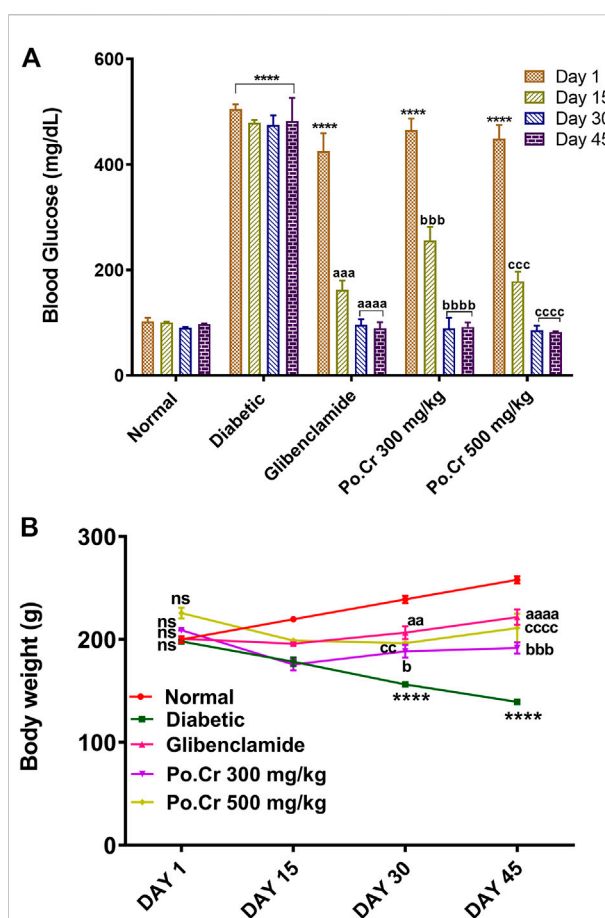 A
Blood Glucose (mg/dL)
800
600
400
200
0
Day 1
Day 15
Day 30
Day 45
****
****
****
****
aaa
aaaa
bbb
bbbb
ccc
cccc
Normal
Diabetic
Glibenclamide
Po.Cr 300 mg/kg
Po.Cr 500 mg/kg
B
Body weight (g)
300
200
100
0
ns
ns
ns
ns
aa
cc
b
****
aaaa
cccc
bbb
****
Normal
Diabetic
Glibenclamide
Po.Cr 300 mg/kg
Po.Cr 500 mg/kg
DAY 1
DAY 15
DAY 30
DAY 45